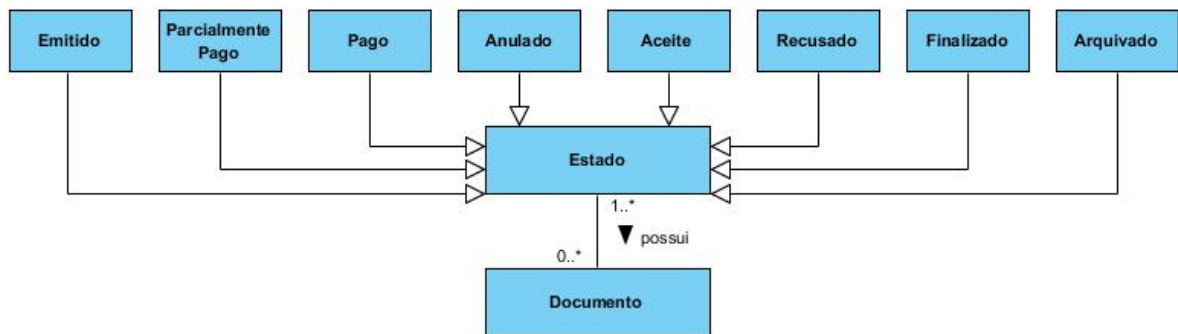 Emitido
Parcialmente
Pago
Pago
Anulado
Aceite
Recusado
Finalizado
Arquivado
Estado
1..*
possui
0..*
Documento